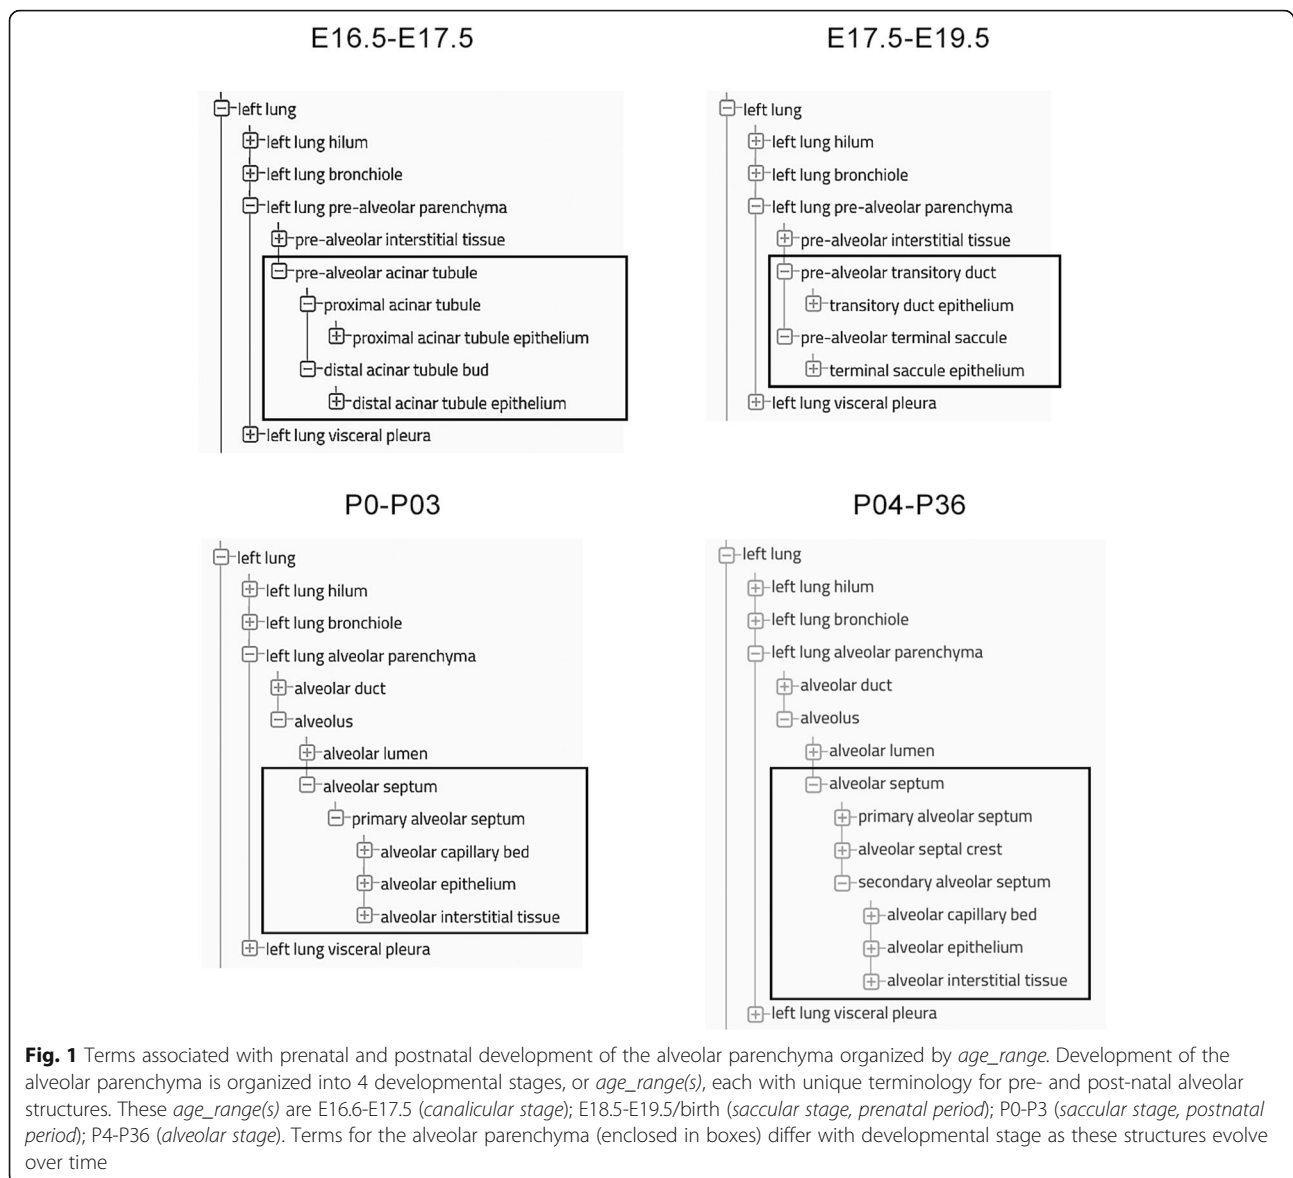 E16.5-E17.5
left lung
left lung hilum
left lung bronchiole
left lung pre-alveolar parenchyma
pre-alveolar interstitial tissue
pre-alveolar acinar tubule
proximal acinar tubule
proximal acinar tubule epithelium
distal acinar tubule bud
distal acinar tubule epithelium
left lung visceral pleura
E17.5-E19.5
left lung
left lung hilum
left lung bronchiole
left lung pre-alveolar parenchyma
pre-alveolar interstitial tissue
pre-alveolar transitory duct
transitory duct epithelium
pre-alveolar terminal saccule
terminal saccule epithelium
left lung visceral pleura
P0-P03
left lung
left lung hilum
left lung bronchiole
left lung alveolar parenchyma
alveolar duct
alveolus
alveolar lumen
alveolar septum
primary alveolar septum
alveolar capillary bed
alveolar epithelium
alveolar interstitial tissue
left lung visceral pleura
P04-P36
left lung
left lung hilum
left lung bronchiole
left lung alveolar parenchyma
alveolar duct
alveolus
alveolar lumen
alveolar septum
primary alveolar septum
alveolar septal crest
secondary alveolar septum
alveolar capillary bed
alveolar epithelium
alveolar interstitial tissue
left lung visceral pleura
Fig. 1 Terms associated with prenatal and postnatal development of the alveolar parenchyma organized by age_range. Development of the
alveolar parenchyma is organized into 4 developmental stages, or age_range(s), each with unique terminology for pre- and post-natal alveolar
structures. These age_range(s) are E16.6-E17.5 (canalicular stage); E18.5-E19.5/birth (saccular stage, prenatal period); P0-P3 (saccular stage, postnatal
period); P4-P36 (alveolar stage). Terms for the alveolar parenchyma (enclosed in boxes) differ with developmental stage as these structures evolve
over time